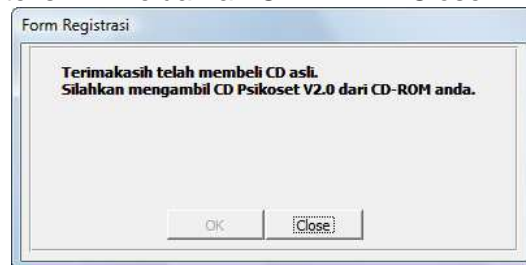 Form Registrasi
Terimakasih telah membeli CD asli.
Silahkan mengambil CD Psikoset V2.0 dari CD-ROM anda.
OK Close